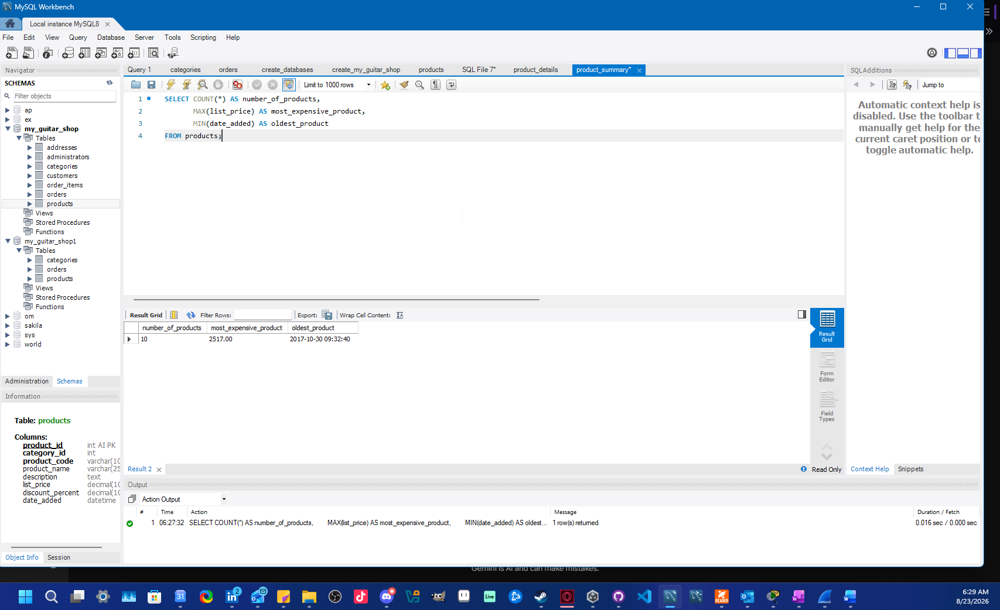 MySQL Workbench
Local instance MySQL8
File Edit View Query Database Server Tools Scripting Help
Navigator
SCHEMAS
Filter objects
ap
ex
my_guitar_shop
Tables
addresses
administrators
categories
customers
order_items
orders
products
Views
Stored Procedures
Functions
my_guitar_shop1
Tables
categories
orders
products
Views
Stored Procedures
Functions
om
sakila
sys
world
Administration Schemas
Information
Table: products
Columns:
product_id int AI PK
category_id int
product_code varchar(10
product_name varchar(25
description text
list_price decimal(10
discount_percent decimal(10
date_added datetime
Object Info Session
Query 1 categories orders create_databases create_my_guitar_shop products SQL File 7* product_details product_summary*
Limit to 1000 rows
1 SELECT COUNT(*) AS number_of_products,
2 MAX(list_price) AS most_expensive_product,
3 MIN(date_added) AS oldest_product
4 FROM products;
Result Grid Filter Rows: Export: Wrap Cell Content:
number_of_products most_expensive_product oldest_product
10 2517.00 2017-10-30 09:32:40
Result Grid
Form Editor
Field Types
Result 2
Read Only
Output
Action Output
# Time Action Message Duration / Fetch
1 06:27:32 SELECT COUNT(*) AS number_of_products, MAX(list_price) AS most_expensive_product, MIN(date_added) AS oldest... 1 row(s) returned 0.016 sec / 0.000 sec
SQLAdditions
Jump to
Automatic context help is
disabled. Use the toolbar t
manually get help for the
current caret position or to
toggle automatic help.
Context Help Snippets
Gemini is AI and can make mistakes.
31
2
Live
READER
6:29 AM
8/23/2026